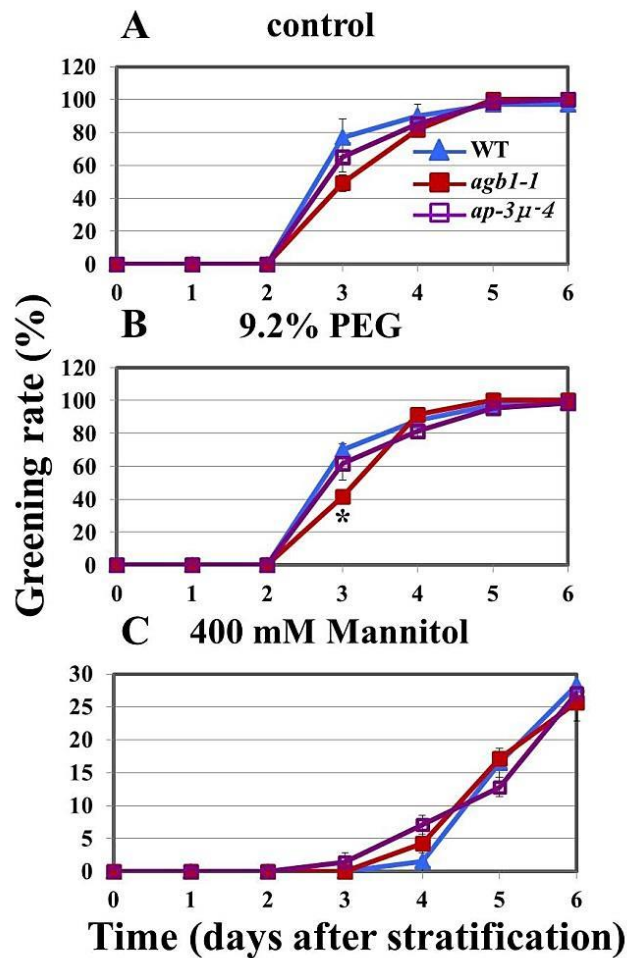 A control
120
100
80
60
40
20
0
WT
agb1-1
ap-3μ-4
0 1 2 3 4 5 6
B 9.2% PEG
120
100
80
60
40
20
0
*
0 1 2 3 4 5 6
C 400 mM Mannitol
30
25
20
15
10
5
0
0 1 2 3 4 5 6
Greening rate (%)
Time (days after stratification)